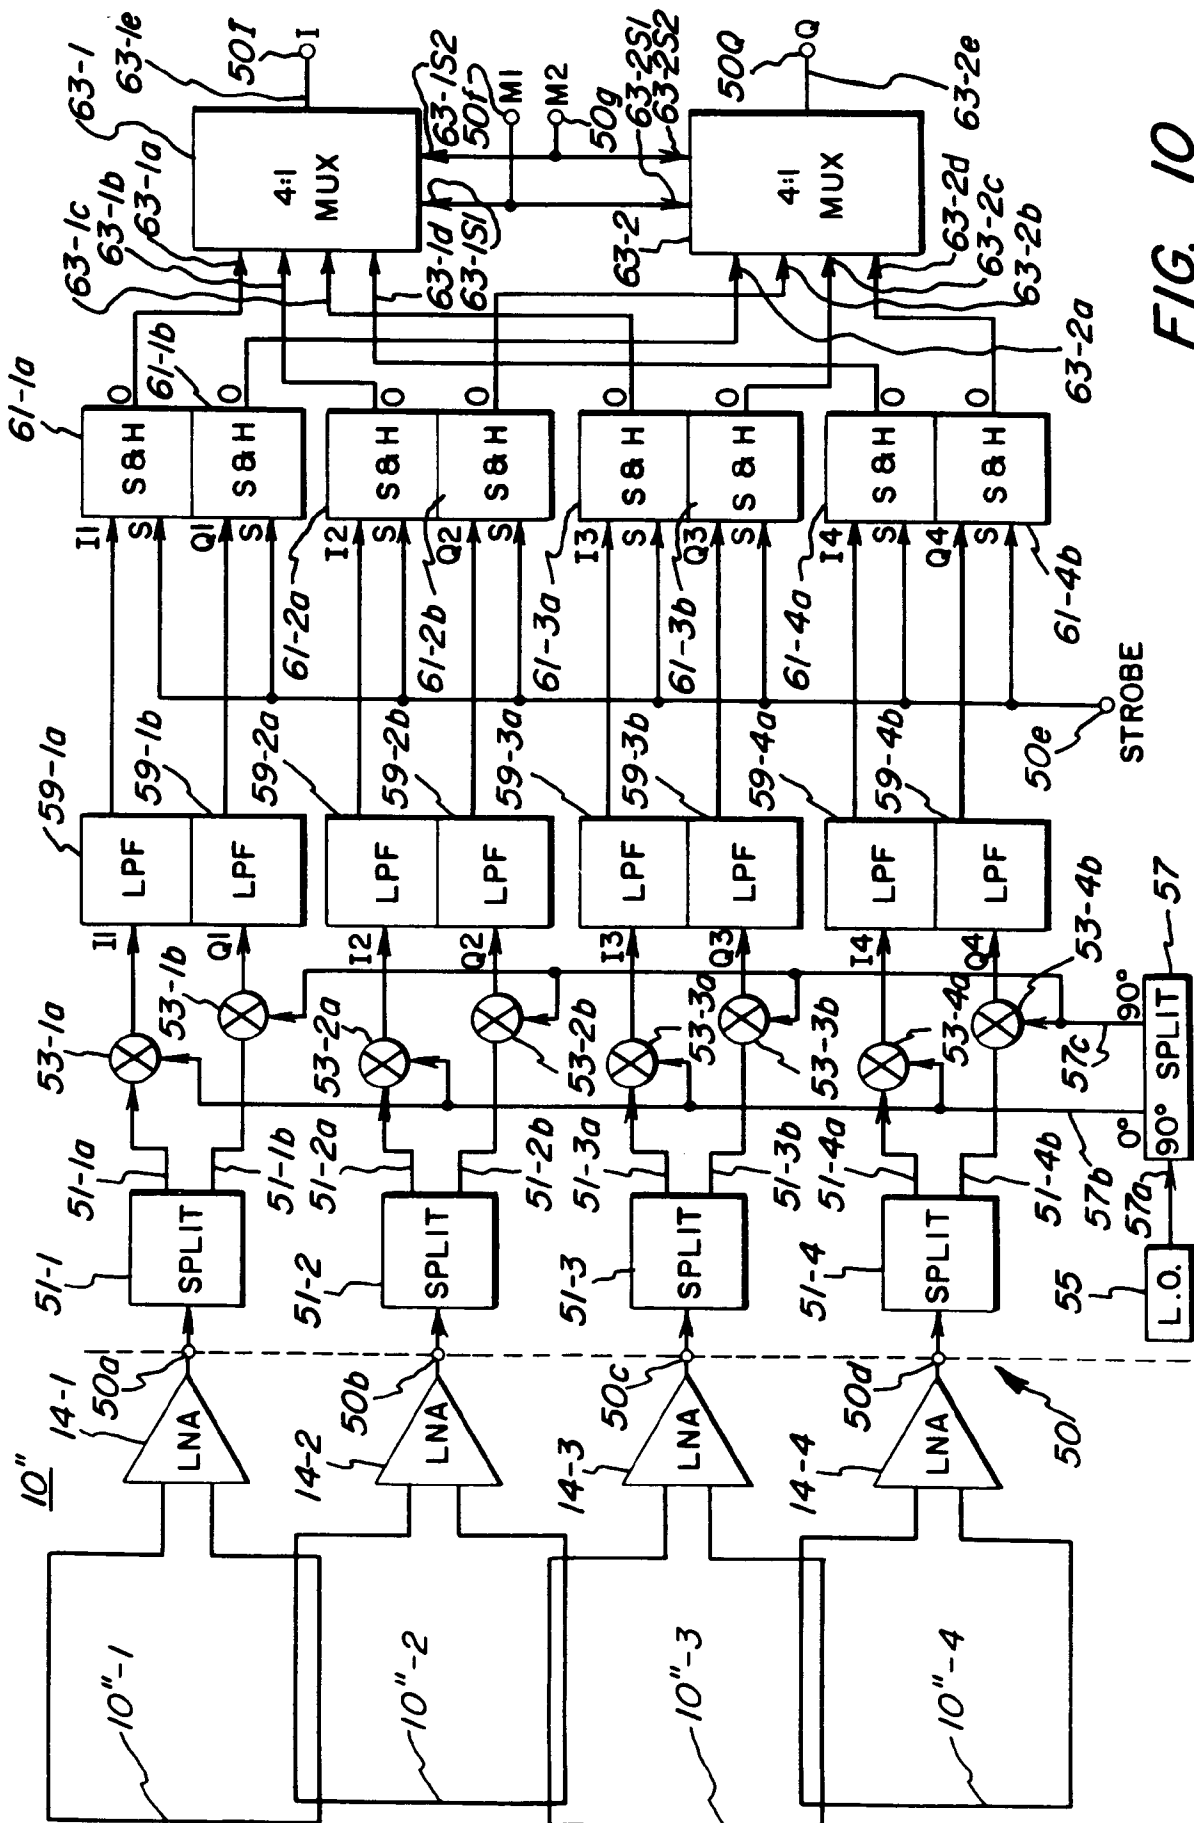 10"
14-1
50a
51-1
51-1a
53-1a
53-1b
59-1a
59-1b
61-1a
61-1b
63-1c
63-1b
63-1a
63-1
63-1e
50I
I
LNA
SPLIT
I1
Q1
LPF
LPF
I1
S
Q1
S
S&H
S&H
O
O
4:1
MUX
10"-1
51-1b
51-2a
53-2a
59-2a
61-2a
63-1d
63-1S1
63-1S2
50f
M1
M2
50g
14-2
50b
51-2
LNA
SPLIT
I2
Q2
LPF
LPF
59-2b
I2
S
Q2
S
S&H
S&H
O
O
61-2b
63-2S1
63-2S2
63-2
10"-2
51-2b
51-3a
53-2b
53-3a
59-3a
61-3a
4:1
MUX
50Q
Q
63-2e
14-3
50c
51-3
LNA
SPLIT
I3
Q3
LPF
LPF
59-3b
I3
S
Q3
S
S&H
S&H
O
O
61-3b
63-2d
63-2c
63-2b
63-2a
10"-3
51-3b
51-4a
53-3b
53-4a
59-4a
61-4a
14-4
50d
51-4
LNA
SPLIT
I4
Q4
LPF
LPF
59-4b
I4
S
Q4
S
S&H
S&H
O
O
61-4b
10"-4
50
51-4b
53-4b
57b
57c
57a
0°
90°
90° SPLIT
57
55
L.O.
50e
STROBE
FIG. 10